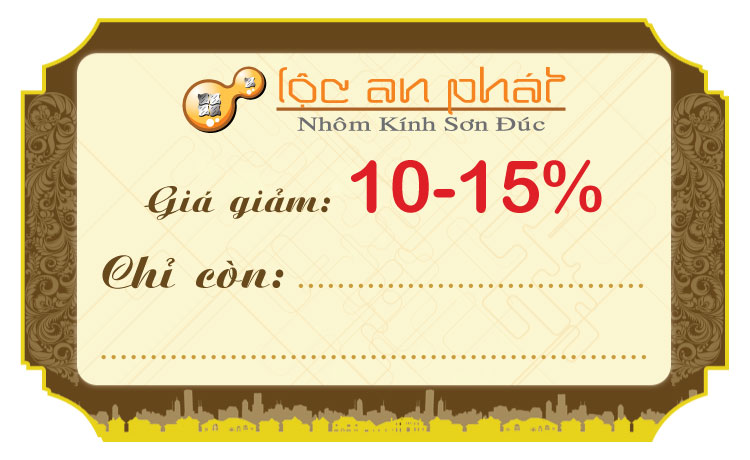 lộc an phát
Nhôm Kính Sơn Đúc
Giá giảm: 10-15%
Chỉ còn: ................................................
................................................................................